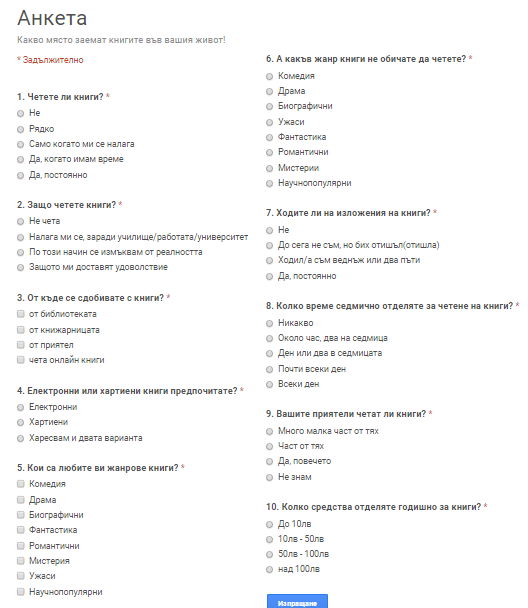 Анкета
Какво място заемат книгите във вашия живот!
* Задължително
1. Четете ли книги? *
Не
Рядко
Само когато ми се налага
Да, когато имам време
Да, постоянно
2. Защо четете книги? *
Не чета
Налага ми се, заради училище/работата/университет
По този начин се измъквам от реалността
Защото ми доставят удоволствие
3. От къде се сдобивате с книги? *
от библиотеката
от книжарницата
от приятел
чета онлайн книги
4. Електронни или хартиени книги предпочитате? *
Електронни
Хартиени
Харесвам и двата варианта
5. Кои са любите ви жанрове книги? *
Комедия
Драма
Биографични
Фантастика
Романтични
Мистерия
Ужаси
Научнопопулярни
6. А какъв жанр книги не обичате да четете? *
Комедия
Драма
Биографични
Ужаси
Фантастика
Романтични
Мистерии
Научнопопулярни
7. Ходите ли на изложения на книги? *
Не
До сега не съм, но бих отишъл(отишла)
Ходил/а съм веднъж или два пъти
Да, постоянно
8. Колко време седмично отделяте за четене на книги? *
Никакво
Около час, два на седмица
Ден или два в седмицата
Почти всеки ден
Всеки ден
9. Вашите приятели четат ли книги? *
Много малка част от тях
Част от тях
Да, повечето
Не знам
10. Колко средства отделяте годишно за книги? *
До 10лв
10лв - 50лв
50лв - 100лв
над 100лв
Изпращане